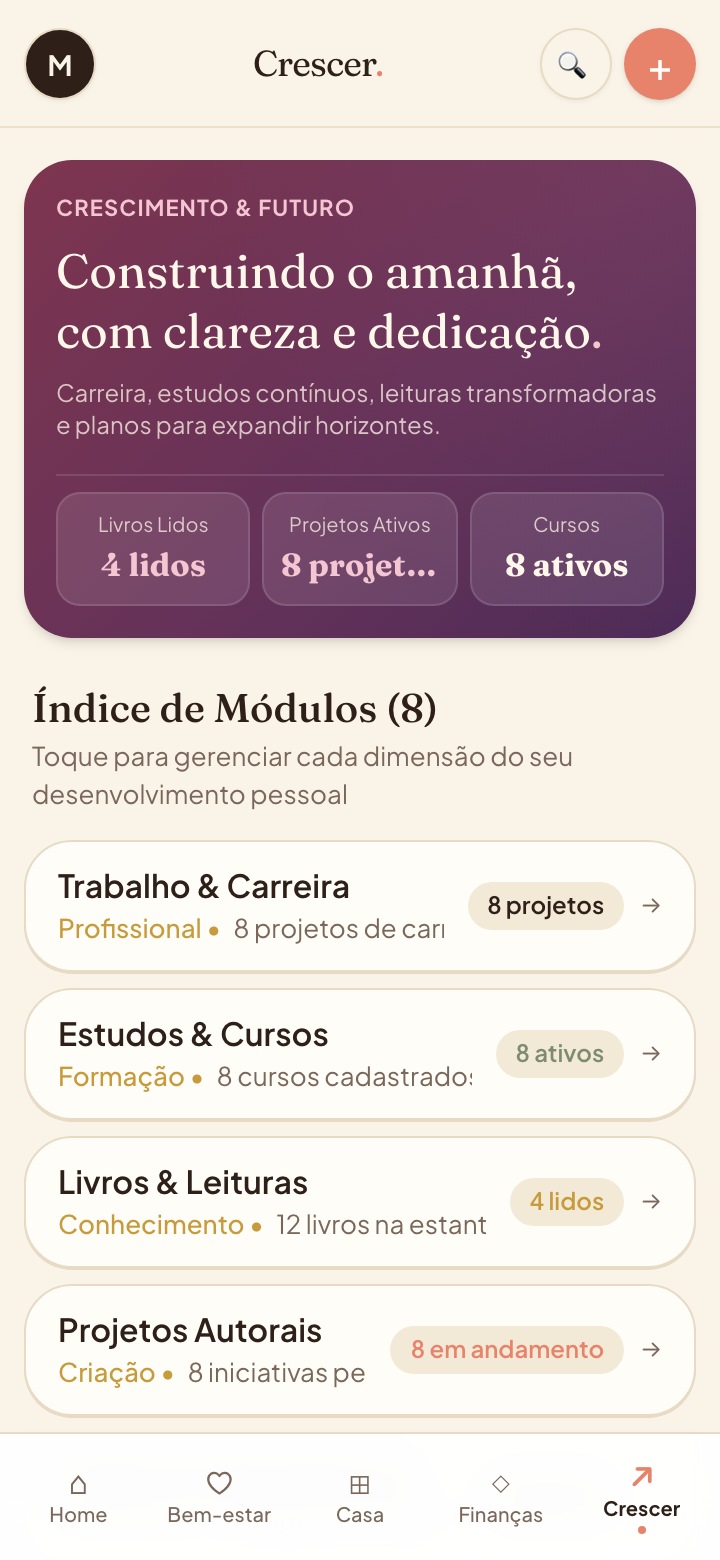 M
Crescer.
+
CRESCIMENTO & FUTURO
Construindo o amanhã,
com clareza e dedicação.
Carreira, estudos contínuos, leituras transformadoras
e planos para expandir horizontes.
Livros Lidos
4 lidos
Projetos Ativos
8 projet...
Cursos
8 ativos
Índice de Módulos (8)
Toque para gerenciar cada dimensão do seu
desenvolvimento pessoal
Trabalho & Carreira
Profissional • 8 projetos de carr
8 projetos →
Estudos & Cursos
Formação • 8 cursos cadastrados
8 ativos →
Livros & Leituras
Conhecimento • 12 livros na estant
4 lidos →
Projetos Autorais
Criação • 8 iniciativas pe
8 em andamento →
Home
Bem-estar
Casa
Finanças
Crescer